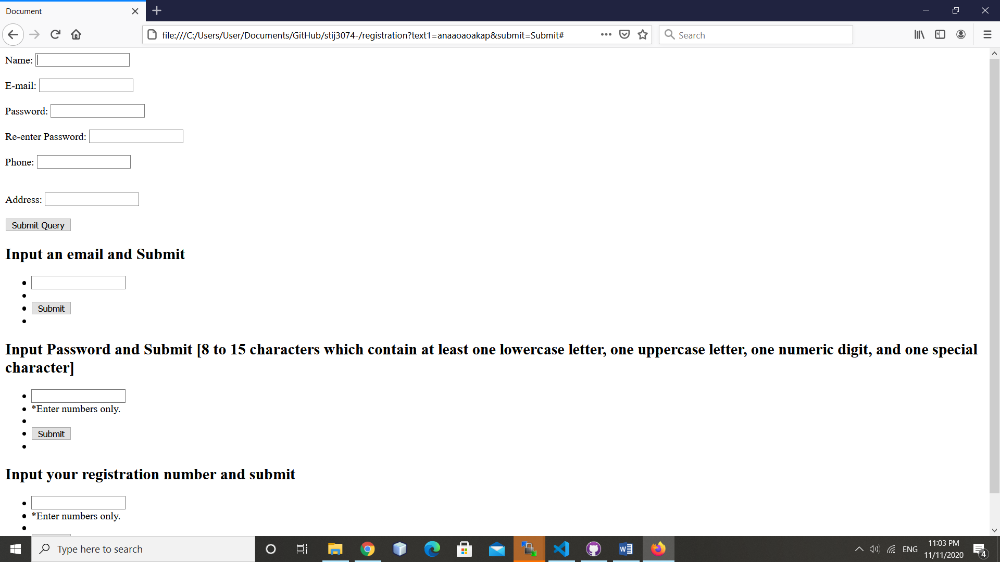 Document
file:///C:/Users/User/Documents/GitHub/stij3074-/registration?text1=anaaoaoakap&submit=Submit#
Search
Name:
E-mail:
Password:
Re-enter Password:
Phone:
Address:
Submit Query
Input an email and Submit
Submit
Input Password and Submit [8 to 15 characters which contain at least one lowercase letter, one uppercase letter, one numeric digit, and one special
character]
*Enter numbers only.
Submit
Input your registration number and submit
*Enter numbers only.
Type here to search
ENG
11:03 PM
11/11/2020
4